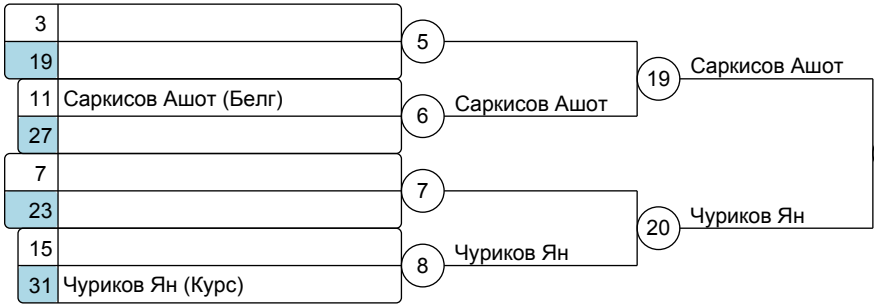 3
5
19
19 Саркисов Ашот
11 Саркисов Ашот (Белг)
6 Саркисов Ашот
27
7
7
23
20 Чуриков Ян
15
8 Чуриков Ян
31 Чуриков Ян (Курс)